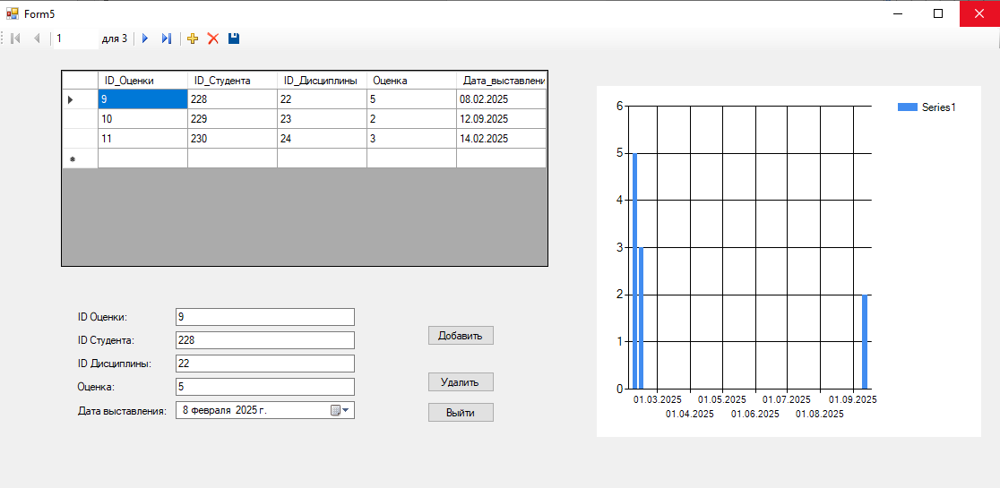 Form5
1 для 3
ID_Оценки ID_Студента ID_Дисциплины Оценка Дата_выставлени
9 228 22 5 08.02.2025
10 229 23 2 12.09.2025
11 230 24 3 14.02.2025
ID Оценки: 9
ID Студента: 228
ID Дисциплины: 22
Оценка: 5
Дата выставления: 8 февраля 2025 г.
Добавить
Удалить
Выйти
6
5
4
3
2
1
0
01.03.2025 01.05.2025 01.07.2025 01.09.2025
01.04.2025 01.06.2025 01.08.2025
Series1